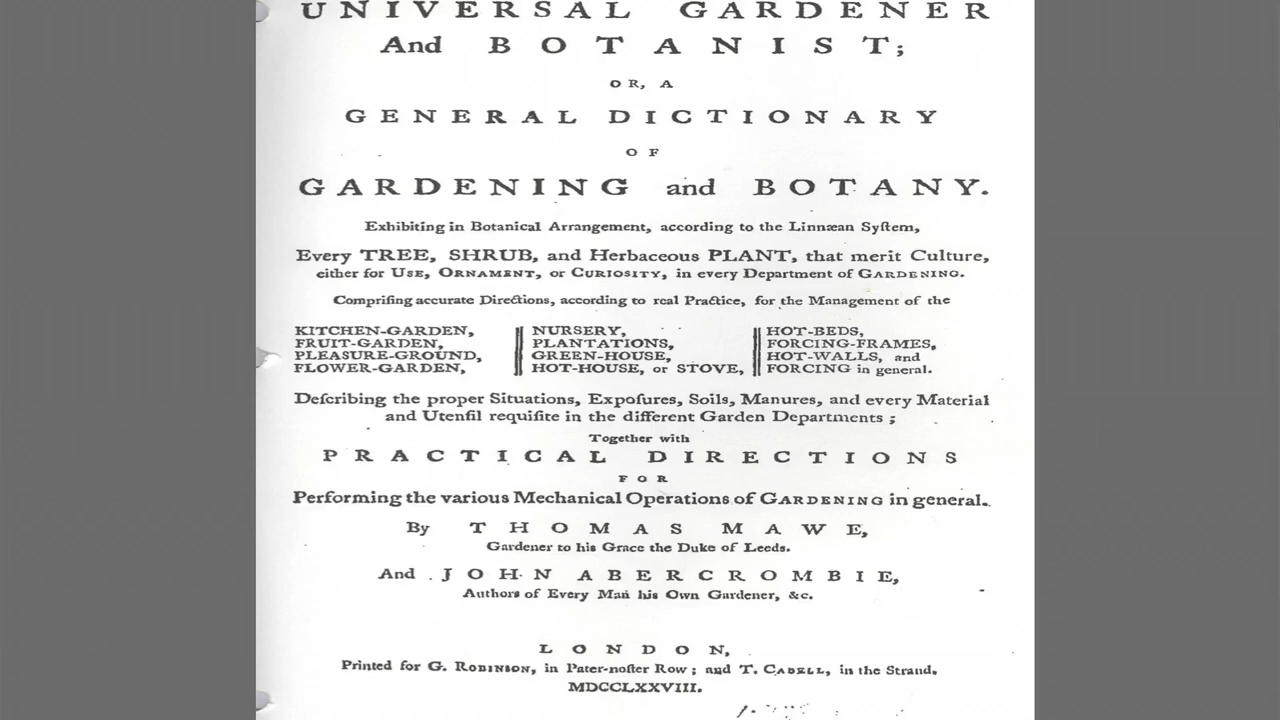 UNIVERSAL GARDENER
And BOTANIST;
OR, A
GENERAL DICTIONARY
OF
GARDENING and BOTANY.
Exhibiting in Botanical Arrangement, according to the Linnæan Syſtem,
Every TREE, SHRUB, and Herbaceous PLANT, that merit Culture,
either for USE, ORNAMENT, or CURIOSITY, in every Department of GARDENING.
Compriſing accurate Directions, according to real Practice, for the Management of the
KITCHEN-GARDEN,
FRUIT-GARDEN,
PLEASURE-GROUND,
FLOWER-GARDEN,
NURSERY,
PLANTATIONS,
GREEN-HOUSE,
HOT-HOUSE, or STOVE,
HOT-BEDS,
FORCING-FRAMES,
HOT-WALLS, and
FORCING in general.
Deſcribing the proper Situations, Expoſures, Soils, Manures, and every Material
and Utenſil requiſite in the different Garden Departments;
Together with
PRACTICAL DIRECTIONS
FOR
Performing the various Mechanical Operations of GARDENING in general.
By THOMAS MAWE,
Gardener to his Grace the Duke of Leeds.
And JOHN ABERCROMBIE,
Authors of Every Man his Own Gardener, &c.
LONDON,
Printed for G. ROBINSON, in Pater-noſter Row; and T. CADELL, in the Strand.
MDCCLXXVIII.